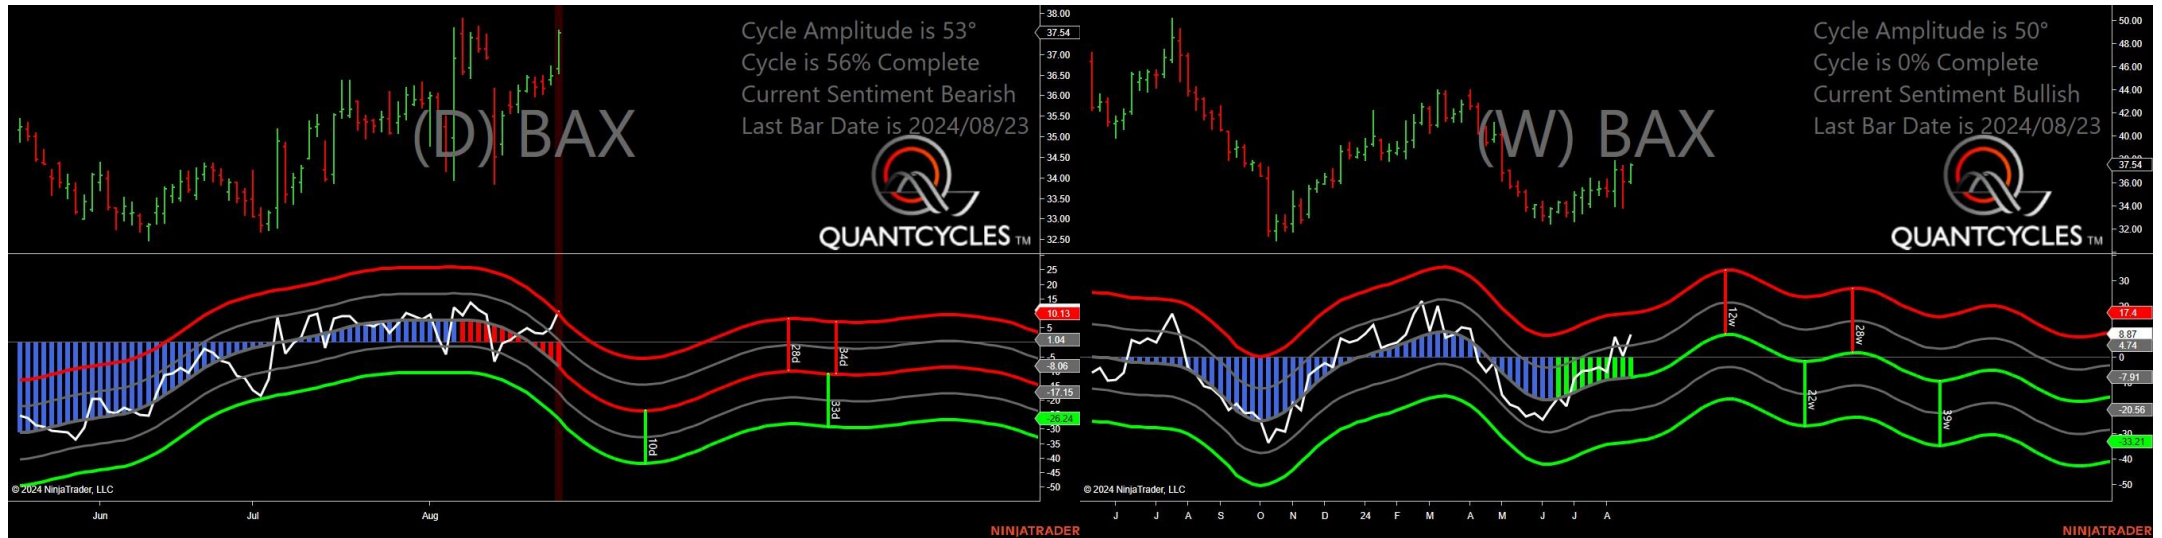 Cycle Amplitude is 53°
Cycle is 56% Complete
Current Sentiment Bearish
Last Bar Date is 2024/08/23
(D) BAX
QUANTCYCLES TM
38.00
37.54
37.00
36.50
36.00
35.50
35.00
34.50
34.00
33.50
33.00
32.50
25
20
15
10.13
5
1.04
-5
-8.06
-10
-17.15
-20
-26.24
-30
-35
-40
-45
-50
28d
34d
33d
10d
© 2024 NinjaTrader, LLC
Jun
Jul
Aug
NINJATRADER
Cycle Amplitude is 50°
Cycle is 0% Complete
Current Sentiment Bullish
Last Bar Date is 2024/08/23
(W) BAX
QUANTCYCLES TM
50.00
48.00
46.00
44.00
42.00
40.00
38.00
37.54
36.00
34.00
32.00
30
17.4
8.87
4.74
0
-7.91
-20.56
-30
-33.21
-40
-50
12w
28w
22w
39w
© 2024 NinjaTrader, LLC
J
J
A
S
O
N
D
24
F
M
A
M
J
J
A
NINJATRADER